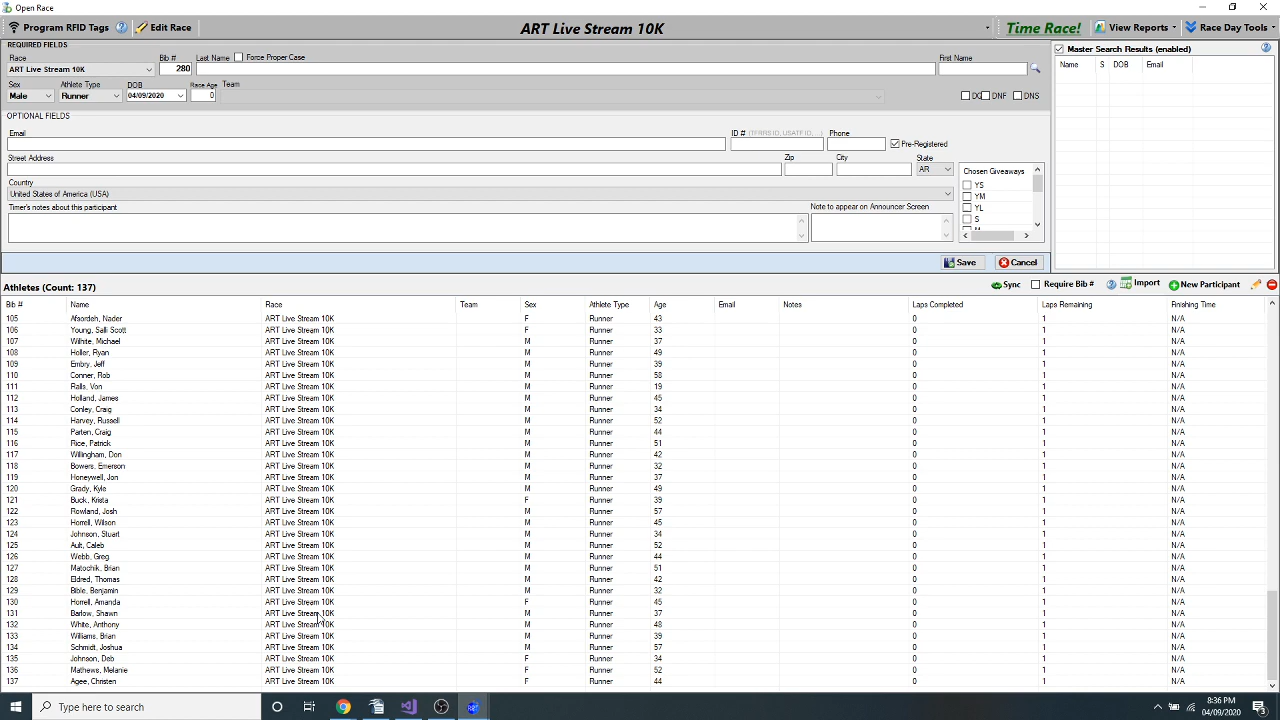 Open Race
Program RFID Tags
Edit Race
ART Live Stream 10K
Time Race!
View Reports
Race Day Tools
REQUIRED FIELDS
Race
Bib #
Last Name
Force Proper Case
First Name
ART Live Stream 10K
280
Sex
Athlete Type
DOB
Race Age
Team
Male
Runner
04/09/2020
0
DNF
DNS
OPTIONAL FIELDS
Email
ID # (TFRRS ID, USATF ID, ...)
Phone
Pre-Registered
Street Address
Zip
City
State
AR
Country
United States of America (USA)
Timer's notes about this participant
Note to appear on Announcer Screen
Chosen Giveaways
YS
YM
YL
S
Save
Cancel
Master Search Results (enabled)
Name S DOB Email
Athletes (Count: 137)
Sync
Require Bib #
Import
New Participant
Bib # Name Race Team Sex Athlete Type Age Email Notes Laps Completed Laps Remaining Finishing Time
105 Afsordeh, Nader ART Live Stream 10K F Runner 43 0 1 N/A
106 Young, Salli Scott ART Live Stream 10K F Runner 33 0 1 N/A
107 Wilhite, Michael ART Live Stream 10K M Runner 37 0 1 N/A
108 Holler, Ryan ART Live Stream 10K M Runner 49 0 1 N/A
109 Embry, Jeff ART Live Stream 10K M Runner 39 0 1 N/A
110 Conner, Rob ART Live Stream 10K M Runner 58 0 1 N/A
111 Ralls, Von ART Live Stream 10K M Runner 19 0 1 N/A
112 Holland, James ART Live Stream 10K M Runner 45 0 1 N/A
113 Conley, Craig ART Live Stream 10K M Runner 34 0 1 N/A
114 Harvey, Russell ART Live Stream 10K M Runner 52 0 1 N/A
115 Parten, Craig ART Live Stream 10K M Runner 44 0 1 N/A
116 Rice, Patrick ART Live Stream 10K M Runner 51 0 1 N/A
117 Willingham, Don ART Live Stream 10K M Runner 42 0 1 N/A
118 Bowers, Emerson ART Live Stream 10K M Runner 32 0 1 N/A
119 Honeywell, Jon ART Live Stream 10K M Runner 37 0 1 N/A
120 Grady, Kyle ART Live Stream 10K M Runner 49 0 1 N/A
121 Buck, Krista ART Live Stream 10K F Runner 39 0 1 N/A
122 Rowland, Josh ART Live Stream 10K M Runner 57 0 1 N/A
123 Horrell, Wilson ART Live Stream 10K M Runner 45 0 1 N/A
124 Johnson, Stuart ART Live Stream 10K M Runner 34 0 1 N/A
125 Ault, Caleb ART Live Stream 10K M Runner 52 0 1 N/A
126 Webb, Greg ART Live Stream 10K M Runner 44 0 1 N/A
127 Matochik, Brian ART Live Stream 10K M Runner 51 0 1 N/A
128 Eldred, Thomas ART Live Stream 10K M Runner 42 0 1 N/A
129 Bible, Benjamin ART Live Stream 10K M Runner 32 0 1 N/A
130 Horrell, Amanda ART Live Stream 10K F Runner 45 0 1 N/A
131 Barlow, Shawn ART Live Stream 10K M Runner 37 0 1 N/A
132 White, Anthony ART Live Stream 10K M Runner 48 0 1 N/A
133 Williams, Brian ART Live Stream 10K M Runner 39 0 1 N/A
134 Schmidt, Joshua ART Live Stream 10K M Runner 57 0 1 N/A
135 Johnson, Deb ART Live Stream 10K F Runner 34 0 1 N/A
136 Mathews, Melanie ART Live Stream 10K F Runner 52 0 1 N/A
137 Agee, Christen ART Live Stream 10K F Runner 44 0 1 N/A
Type here to search
8:36 PM
04/09/2020